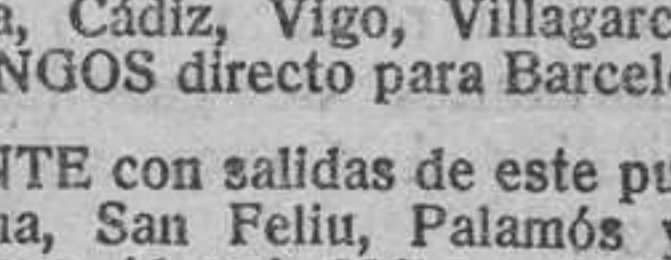 a, Cádiz, Vigo, Villagarc
NGOS directo para Barcel
NTE con salidas de este pu
na, San Feliu, Palamós y